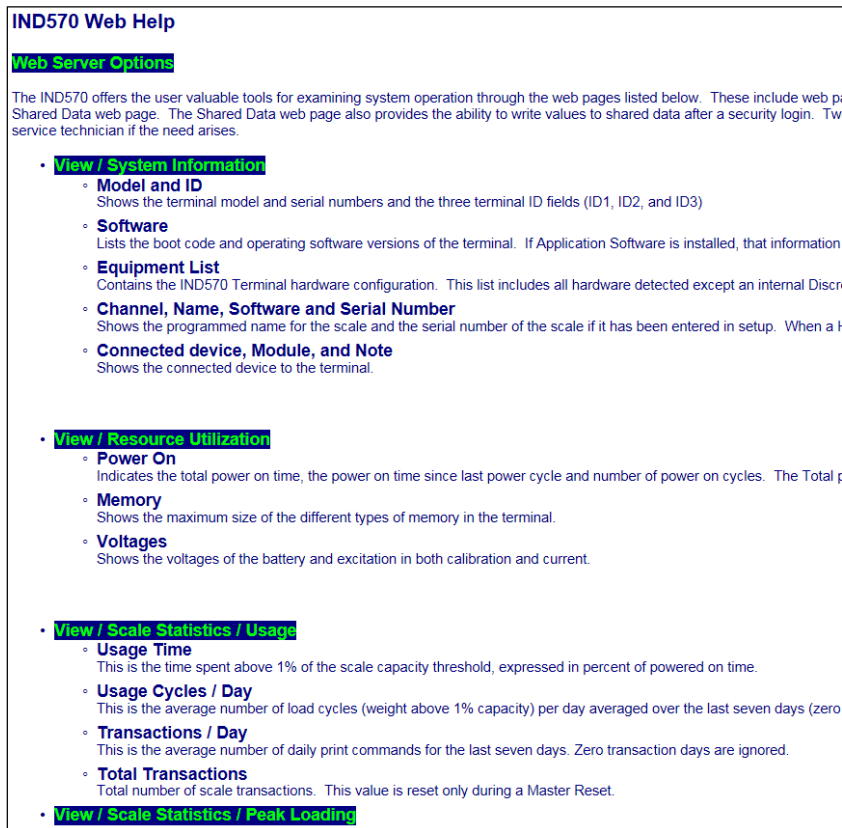 IND570 Web Help
Web Server Options
The IND570 offers the user valuable tools for examining system operation through the web pages listed below. These include web
Shared Data web page. The Shared Data web page also provides the ability to write values to shared data after a security login.
service technician if the need arises.
• View / System Information
◦ Model and ID
Shows the terminal model and serial numbers and the three terminal ID fields (ID1, ID2, and ID3)
◦ Software
Lists the boot code and operating software versions of the terminal. If Application Software is installed, that information
◦ Equipment List
Contains the IND570 Terminal hardware configuration. This list includes all hardware detected except an internal
◦ Channel, Name, Software and Serial Number
Shows the programmed name for the scale and the serial number of the scale if it has been entered in setup. When a
◦ Connected device, Module, and Note
Shows the connected device to the terminal.
• View / Resource Utilization
◦ Power On
Indicates the total power on time, the power on time since last power cycle and number of power on cycles. The Total
◦ Memory
Shows the maximum size of the different types of memory in the terminal.
◦ Voltages
Shows the voltages of the battery and excitation in both calibration and current.
• View / Scale Statistics / Usage
◦ Usage Time
This is the time spent above 1% of the scale capacity threshold, expressed in percent of powered on time.
◦ Usage Cycles / Day
This is the average number of load cycles (weight above 1% capacity) per day averaged over the last seven days (zero
◦ Transactions / Day
This is the average number of daily print commands for the last seven days. Zero transaction days are ignored.
◦ Total Transactions
Total number of scale transactions. This value is reset only during a Master Reset.
• View / Scale Statistics / Peak Loading